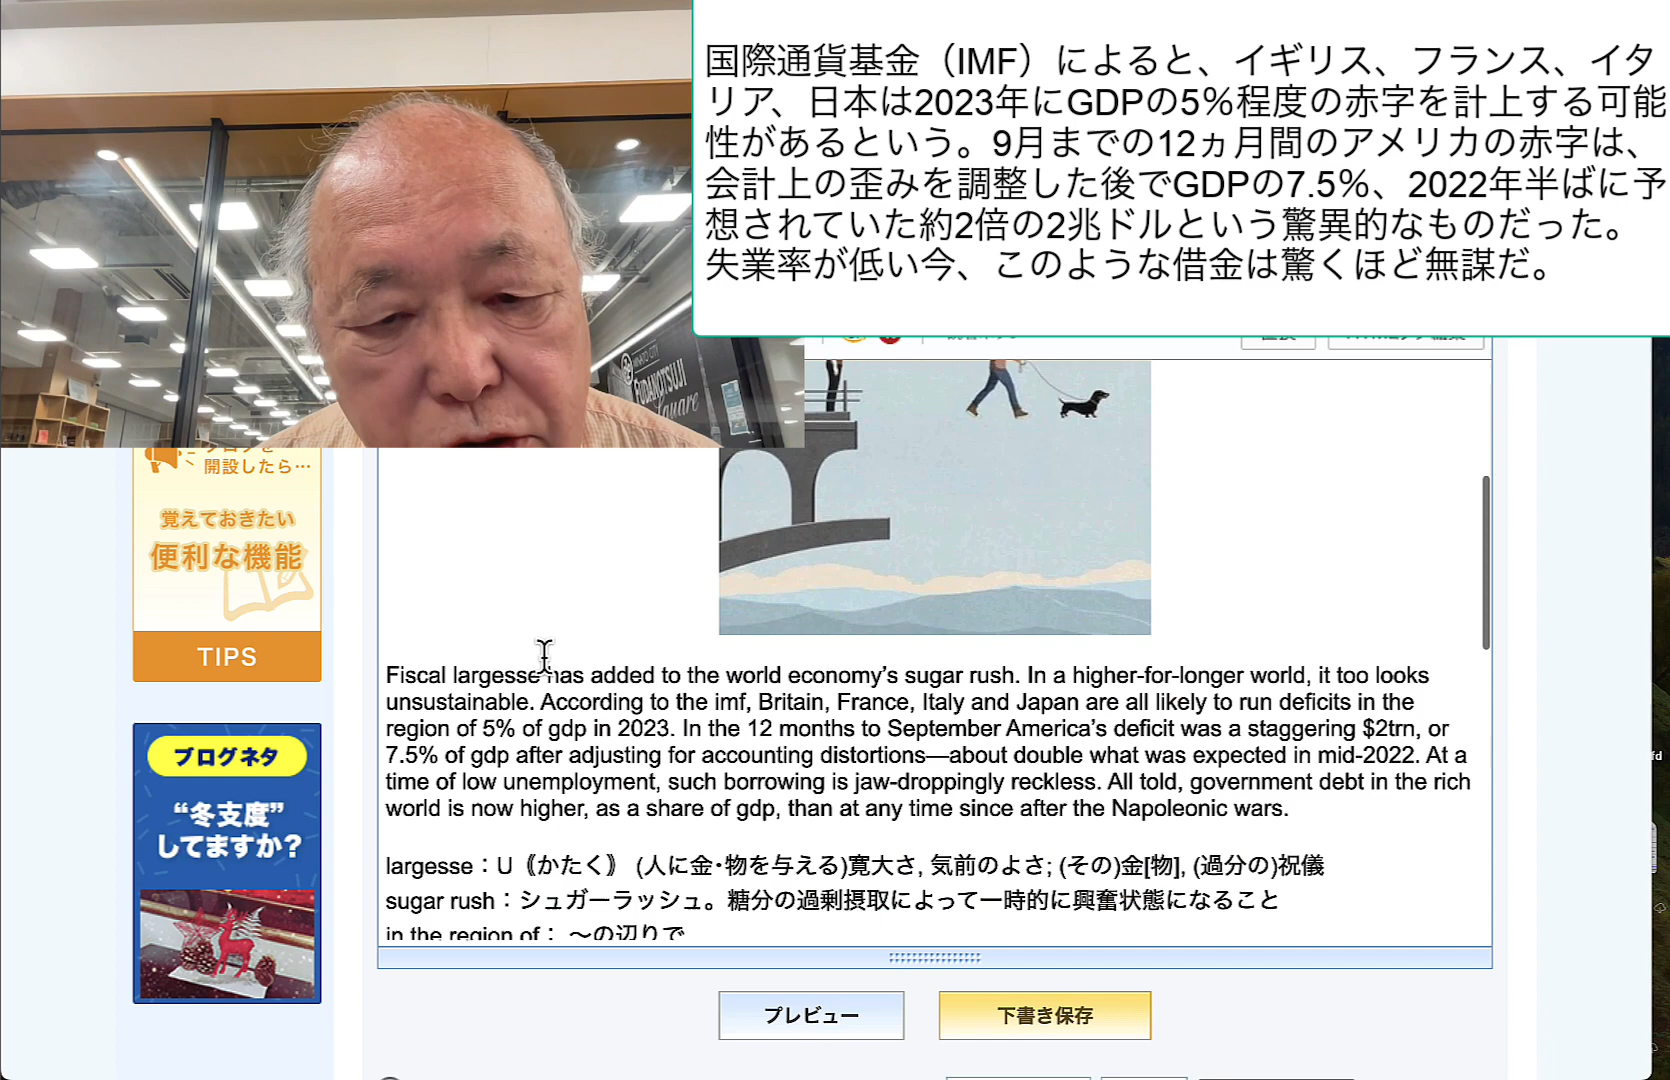 国際通貨基金（IMF）によると、イギリス、フランス、イタ
リア、日本は2023年にGDPの5%程度の赤字を計上する可能
性があるという。9月までの12ヵ月間のアメリカの赤字は、
会計上の歪みを調整した後でGDPの7.5%、2022年半ばに予
想されていた約2倍の2兆ドルという驚異的なものだった。
失業率が低い今、このような借金は驚くほど無謀だ。
MINATO CITY
FUDANOTSUJI
Square
開設したら…
覚えておきたい
便利な機能
TIPS
ブログネタ
“冬支度”
してますか？
Fiscal largesse has added to the world economy’s sugar rush. In a higher-for-longer world, it too looks
unsustainable. According to the imf, Britain, France, Italy and Japan are all likely to run deficits in the
region of 5% of gdp in 2023. In the 12 months to September America’s deficit was a staggering $2trn, or
7.5% of gdp after adjusting for accounting distortions—about double what was expected in mid-2022. At a
time of low unemployment, such borrowing is jaw-droppingly reckless. All told, government debt in the rich
world is now higher, as a share of gdp, than at any time since after the Napoleonic wars.
largesse：U《かたく》 (人に金･物を与える)寛大さ, 気前のよさ; (その)金[物], (過分の)祝儀
sugar rush：シュガーラッシュ。糖分の過剰摂取によって一時的に興奮状態になること
in the region of： 〜の辺りで
プレビュー
下書き保存
fd